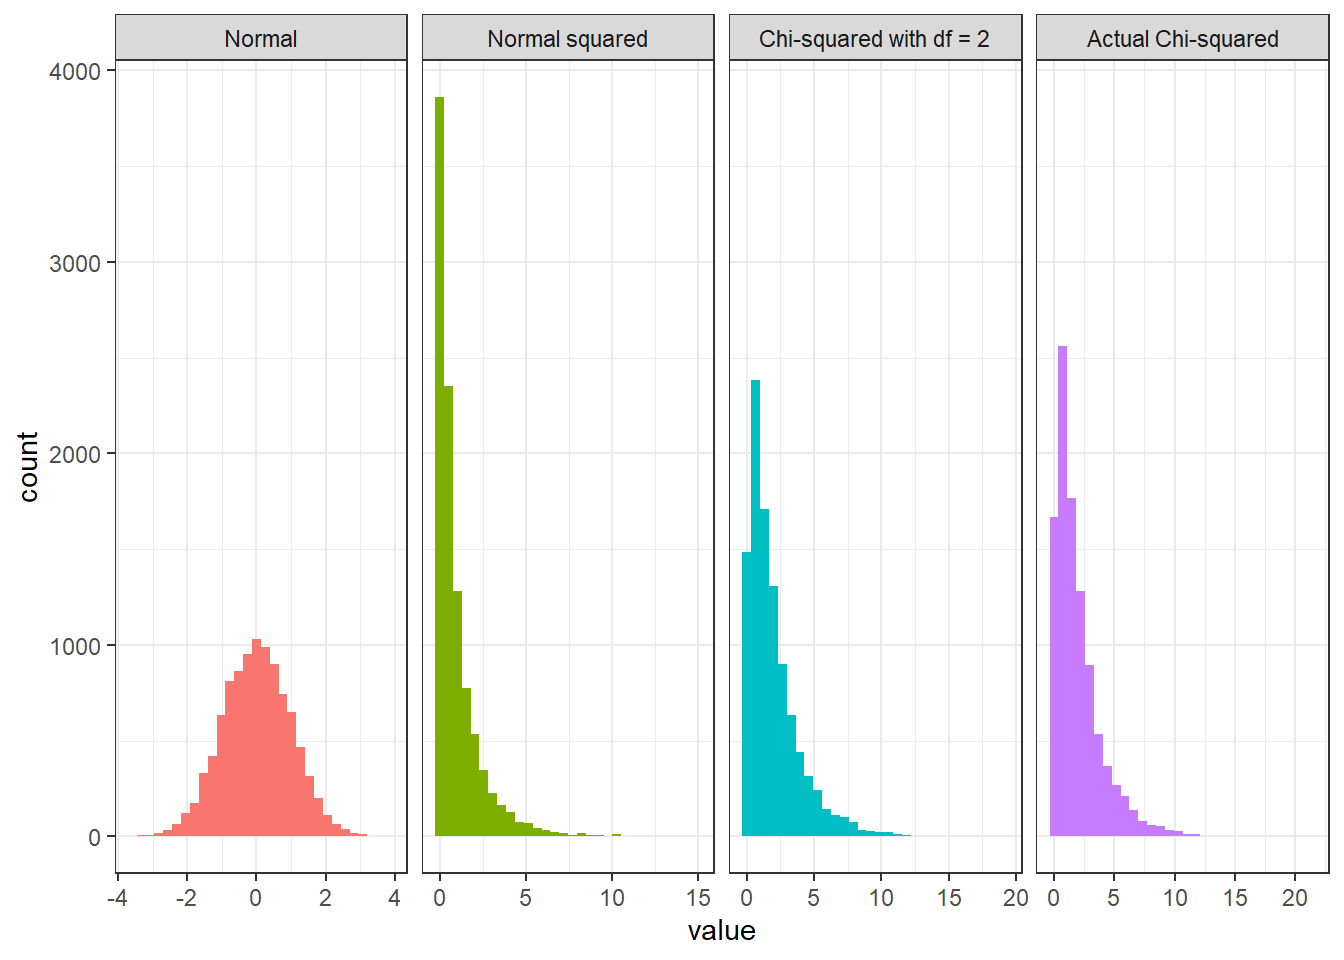 Normal
Normal squared
Chi-squared with df = 2
Actual Chi-squared
count
4000
3000
2000
1000
0
-4 -2 0 2 4
0 5 10 15
0 5 10 15 20
0 5 10 15 20
value